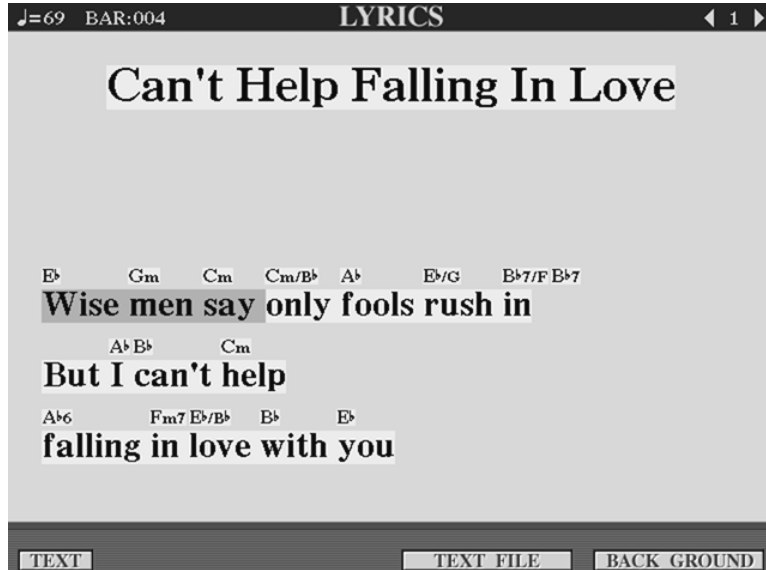 ♩=69 BAR:004 LYRICS ◀ 1 ▶
Can't Help Falling In Love
E♭ Gm Cm Cm/B♭ A♭ E♭/G B♭7/F B♭7
Wise men say only fools rush in
A♭ B♭ Cm
But I can't help
A♭6 Fm7 E♭/B♭ B♭ E♭
falling in love with you
TEXT TEXT FILE BACK GROUND